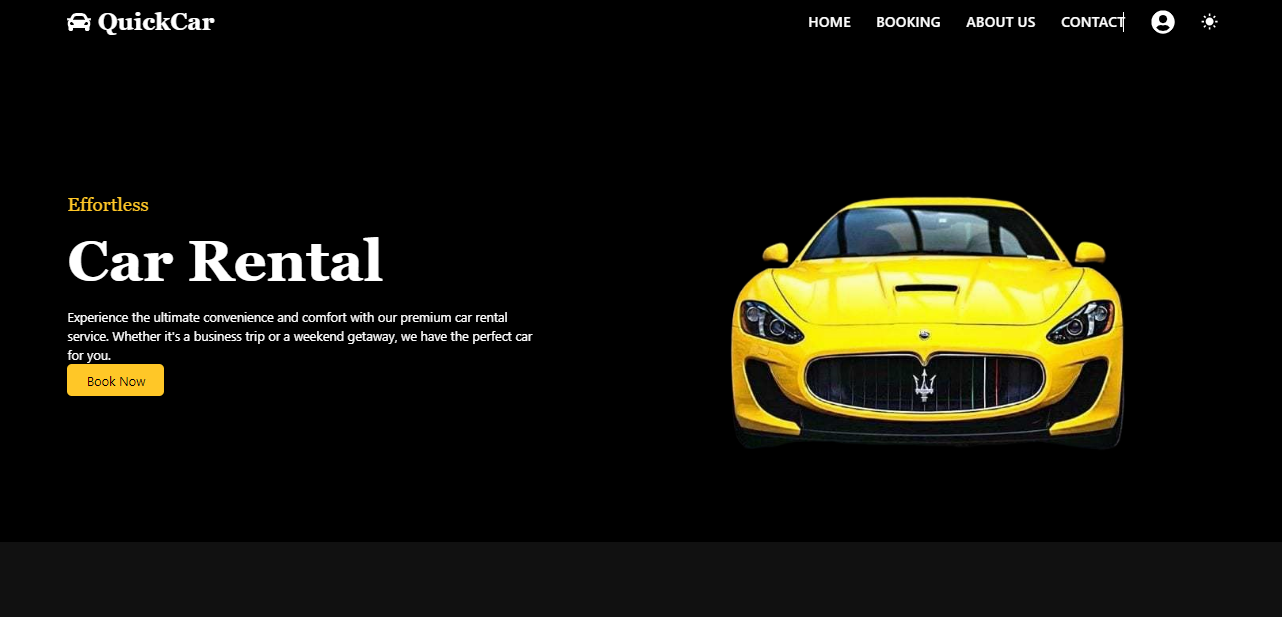 QuickCar
HOME BOOKING ABOUT US CONTACT
Effortless
Car Rental
Experience the ultimate convenience and comfort with our premium car rental
service. Whether it's a business trip or a weekend getaway, we have the perfect car
for you.
Book Now